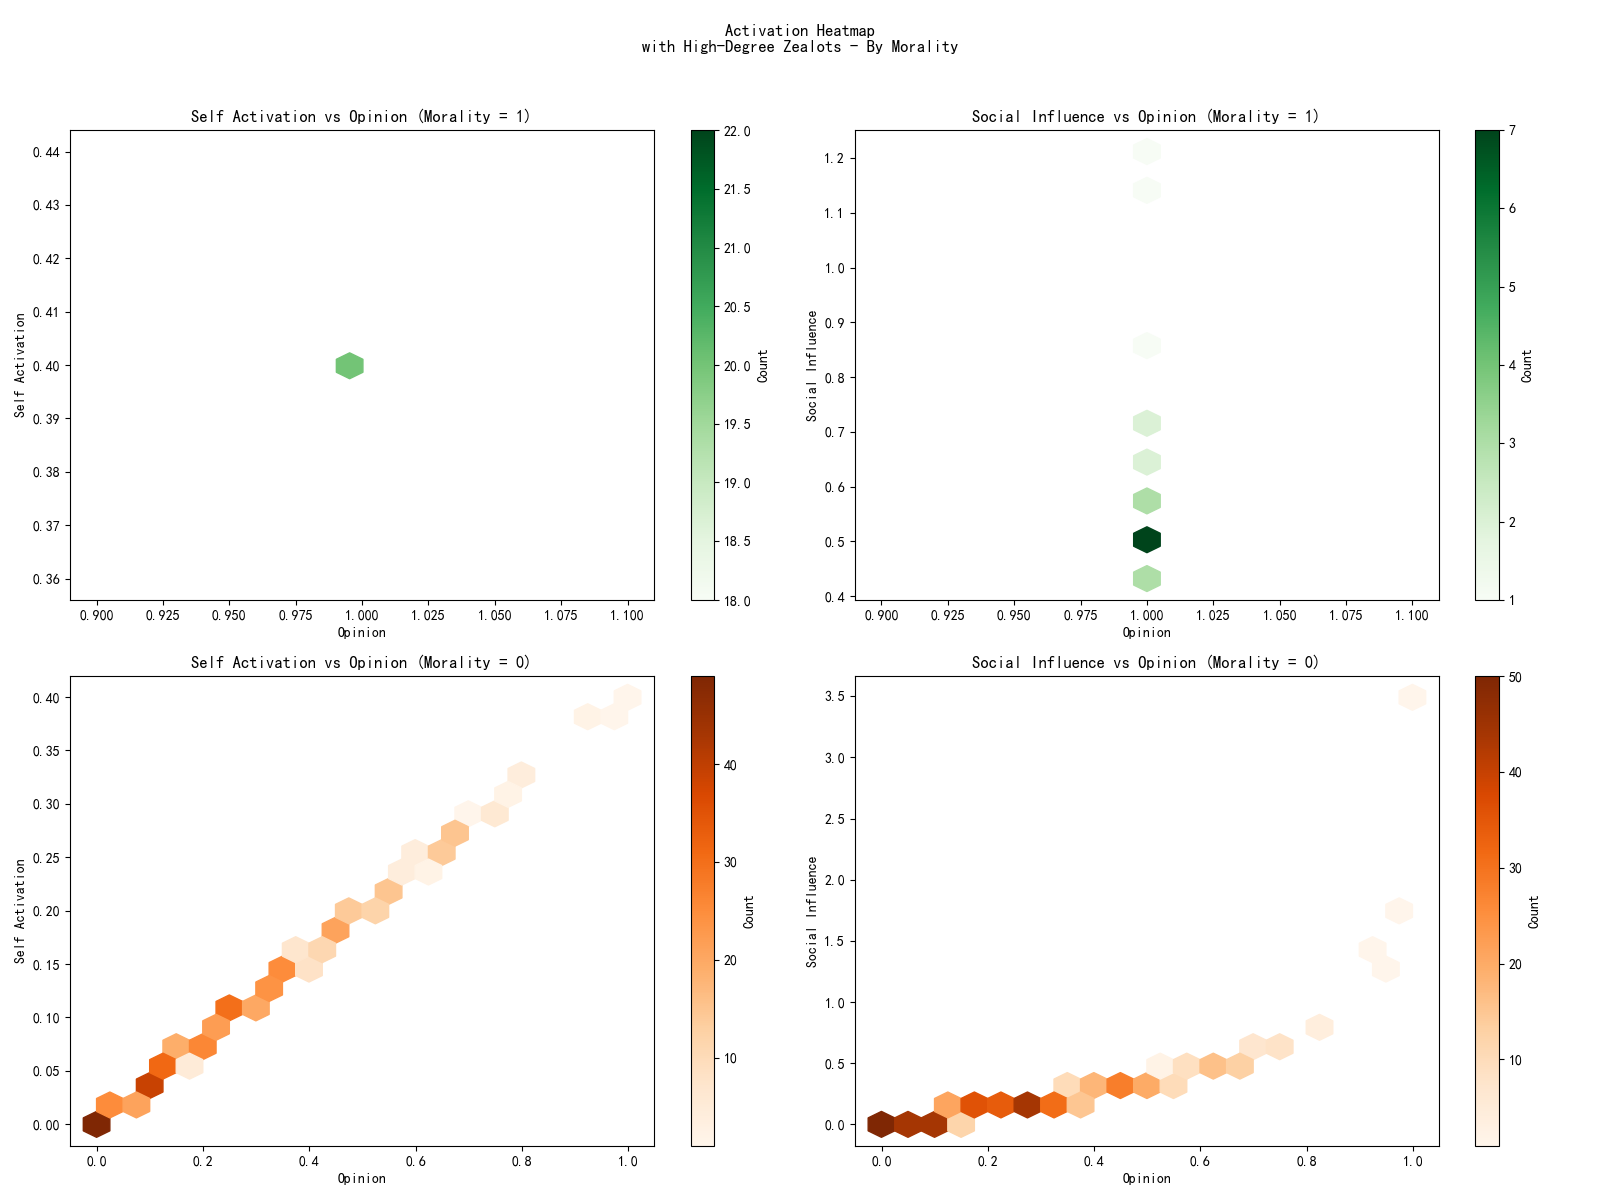 Activation Heatmap
with High-Degree Zealots - By Morality
Self Activation vs Opinion (Morality = 1)
0.44
0.43
0.42
0.41
0.40
0.39
0.38
0.37
0.36
Self Activation
0.900 0.925 0.950 0.975 1.000 1.025 1.050 1.075 1.100
Opinion
22.0
21.5
21.0
20.5
20.0
19.5
19.0
18.5
18.0
Count
Social Influence vs Opinion (Morality = 1)
1.2
1.1
1.0
0.9
0.8
0.7
0.6
0.5
0.4
Social Influence
0.900 0.925 0.950 0.975 1.000 1.025 1.050 1.075 1.100
Opinion
7
6
5
4
3
2
1
Count
Self Activation vs Opinion (Morality = 0)
0.40
0.35
0.30
0.25
0.20
0.15
0.10
0.05
0.00
Self Activation
0.0 0.2 0.4 0.6 0.8 1.0
Opinion
40
30
20
10
Count
Social Influence vs Opinion (Morality = 0)
3.5
3.0
2.5
2.0
1.5
1.0
0.5
0.0
Social Influence
0.0 0.2 0.4 0.6 0.8 1.0
Opinion
50
40
30
20
10
Count